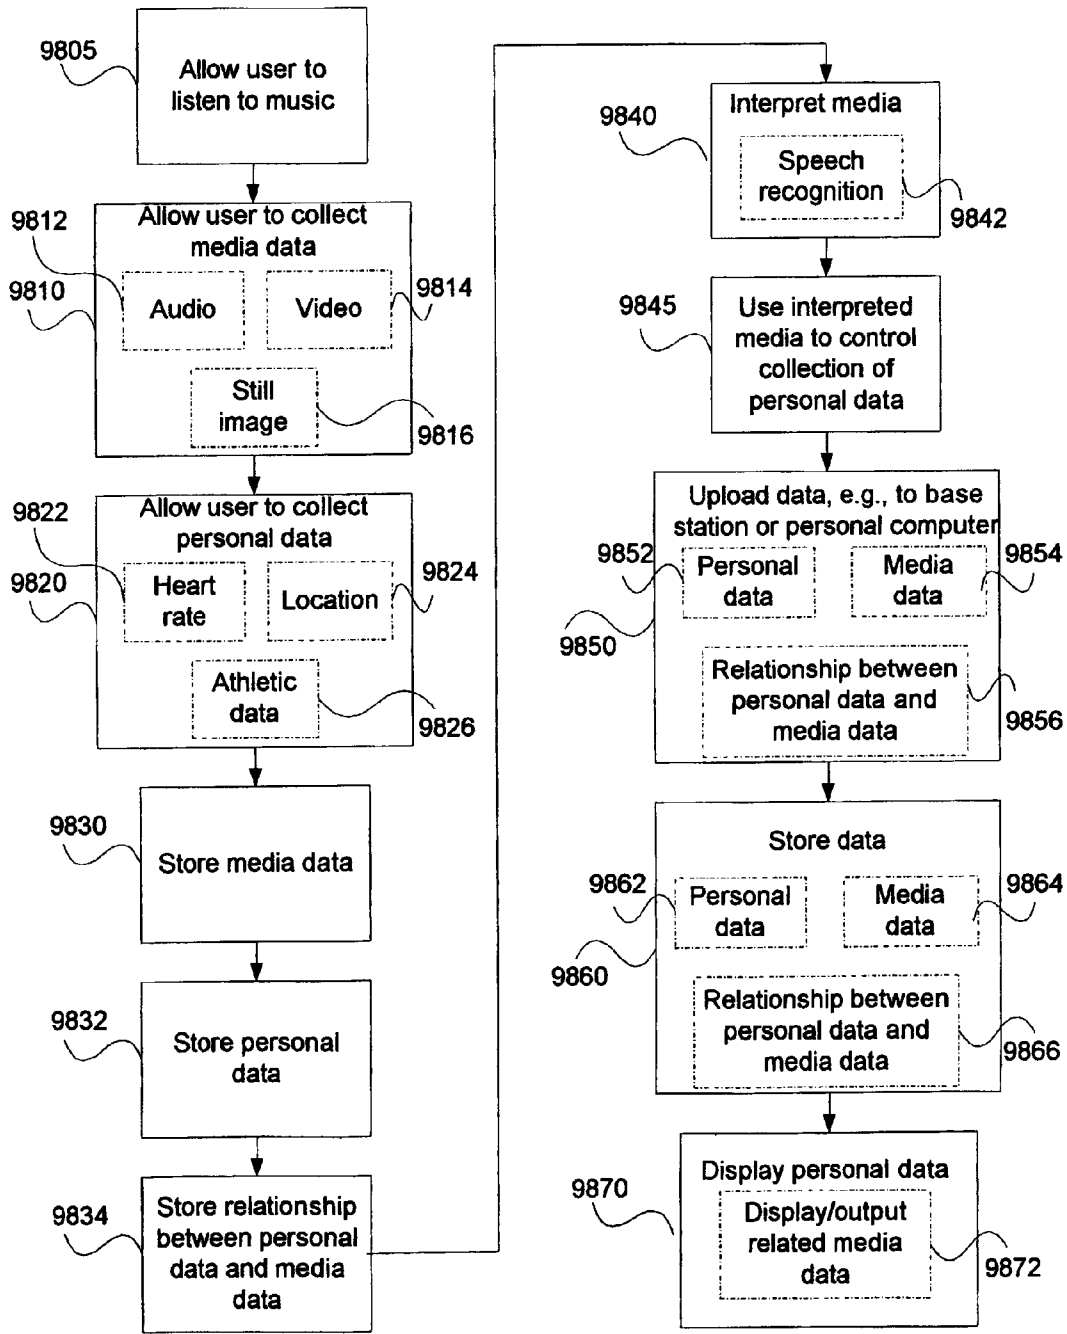 9805
Allow user to
listen to music
Allow user to collect
media data
9812
9810
Audio
Video
9814
Still
image
9816
Allow user to collect
personal data
9822
9820
Heart
rate
Location
9824
Athletic
data
9826
9830
Store media data
9832
Store personal
data
9834
Store relationship
between personal
data and media
data
Interpret media
9840
Speech
recognition
9842
9845
Use interpreted
media to control
collection of
personal data
Upload data, e.g., to base
station or personal computer
9852
9850
Personal
data
Media
data
9854
Relationship between
personal data and
media data
9856
Store data
9862
9860
Personal
data
Media
data
9864
Relationship between
personal data and
media data
9866
Display personal data
9870
Display/output
related media
data
9872